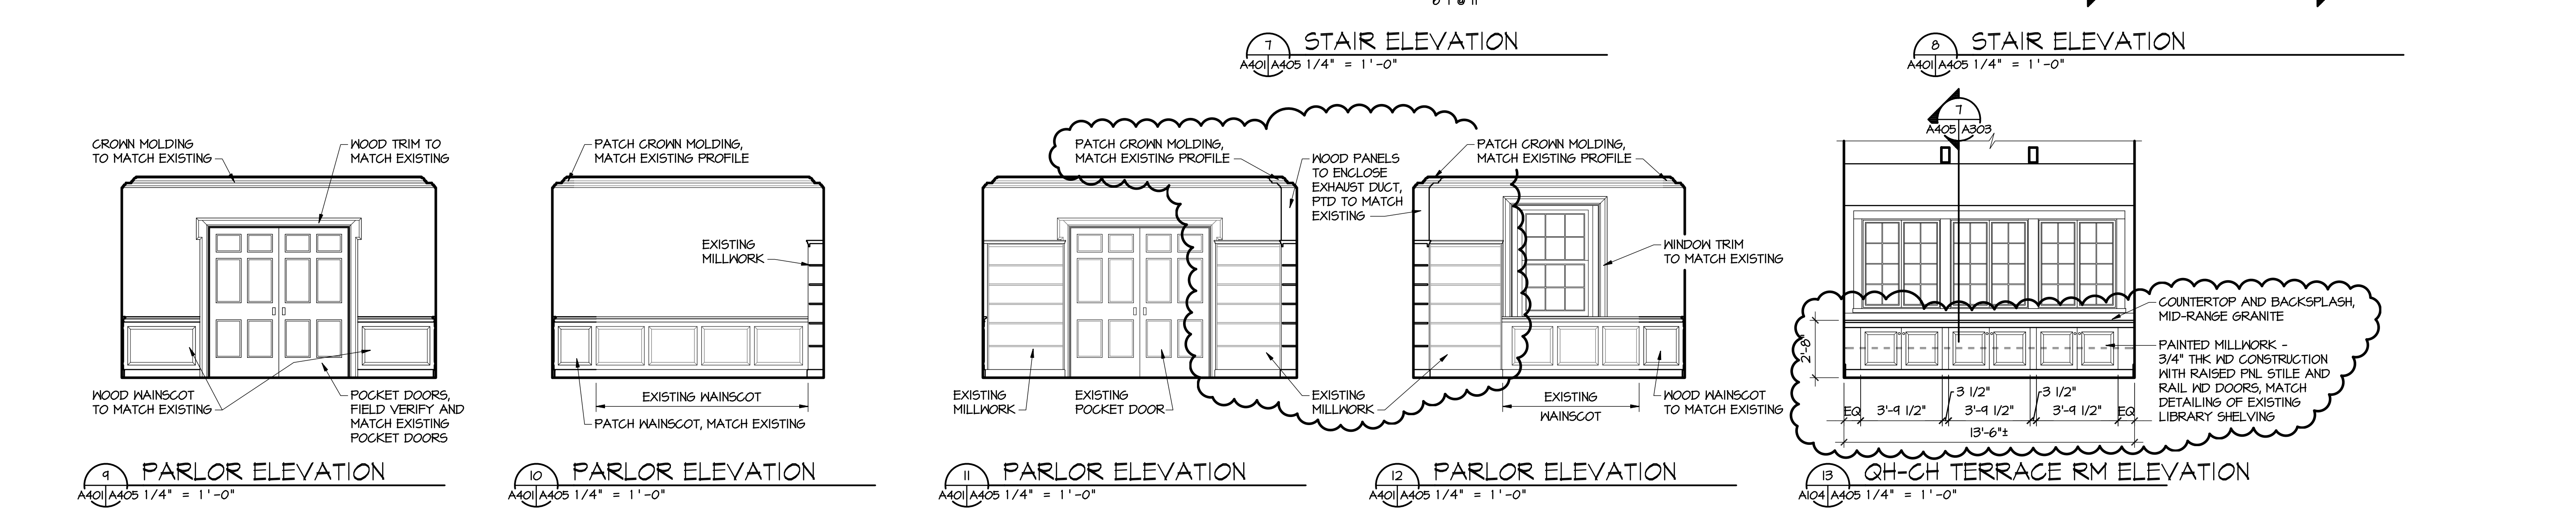 7
STAIR ELEVATION
A401 A405 1/4" = 1'-0"
8
STAIR ELEVATION
A401 A405 1/4" = 1'-0"
CROWN MOLDING
TO MATCH EXISTING
WOOD TRIM TO
MATCH EXISTING
WOOD WAINSCOT
TO MATCH EXISTING
POCKET DOORS,
FIELD VERIFY AND
MATCH EXISTING
POCKET DOORS
9
PARLOR ELEVATION
A401 A405 1/4" = 1'-0"
PATCH CROWN MOLDING,
MATCH EXISTING PROFILE
EXISTING
MILLWORK
EXISTING WAINSCOT
PATCH WAINSCOT, MATCH EXISTING
10
PARLOR ELEVATION
A401 A405 1/4" = 1'-0"
PATCH CROWN MOLDING,
MATCH EXISTING PROFILE
WOOD PANELS
TO ENCLOSE
EXHAUST DUCT,
PTD TO MATCH
EXISTING
EXISTING
MILLWORK
EXISTING
POCKET DOOR
EXISTING
MILLWORK
11
PARLOR ELEVATION
A401 A405 1/4" = 1'-0"
PATCH CROWN MOLDING,
MATCH EXISTING PROFILE
WINDOW TRIM
TO MATCH EXISTING
EXISTING
WAINSCOT
WOOD WAINSCOT
TO MATCH EXISTING
12
PARLOR ELEVATION
A401 A405 1/4" = 1'-0"
7
A405 A303
COUNTERTOP AND BACKSPLASH,
MID-RANGE GRANITE
PAINTED MILLWORK -
3/4" THK WD CONSTRUCTION
WITH RAISED PNL STILE AND
RAIL WD DOORS, MATCH
DETAILING OF EXISTING
LIBRARY SHELVING
2'-8"
3 1/2" 3 1/2"
EQ 3'-9 1/2" 3'-9 1/2" 3'-9 1/2" EQ
13'-6"±
13
QH-CH TERRACE RM ELEVATION
A104 A405 1/4" = 1'-0"